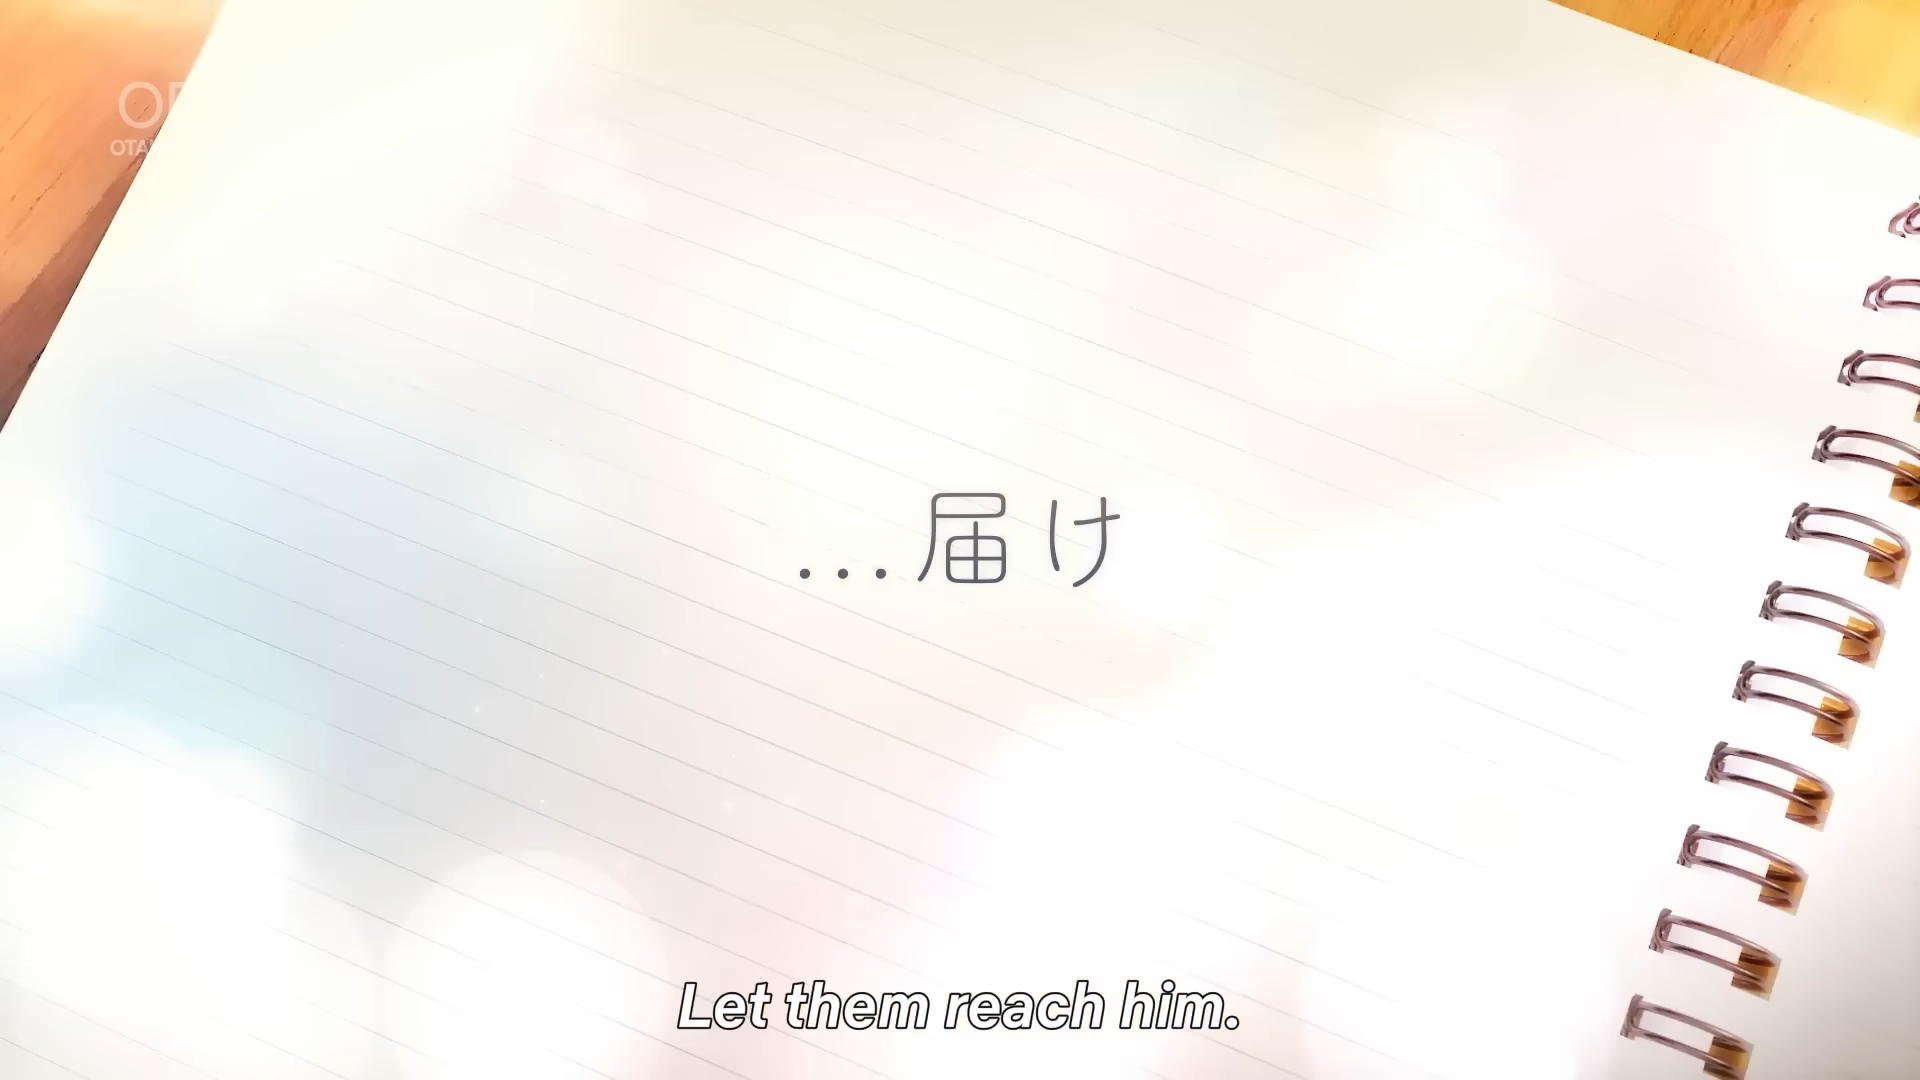 ...届け
Let them reach him.